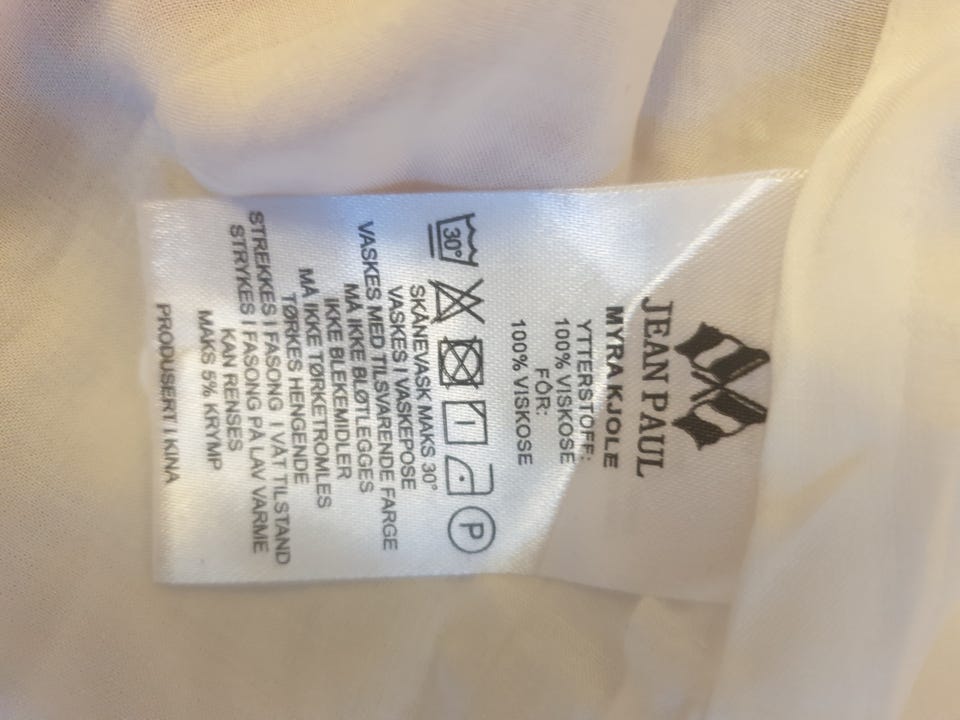 JEAN PAUL
MYRA KJOLE
YTTERSTOFF:
100% VISKOSE
FÔR:
100% VISKOSE
30° 1 P
SKÅNEVASK MAKS 30°
VASKES I VASKEPOSE
VASKES MED TILSVARENDE FARGE
MÅ IKKE BLØTLEGGES
IKKE BLEKEMIDLER
MÅ IKKE TØRKETROMLES
TØRKES HENGENDE
STREKKES I FASONG I VÅT TILSTAND
STRYKES I FASONG PÅ LAV VARME
KAN RENSES
MAKS 5% KRYMP
PRODUSERT I KINA